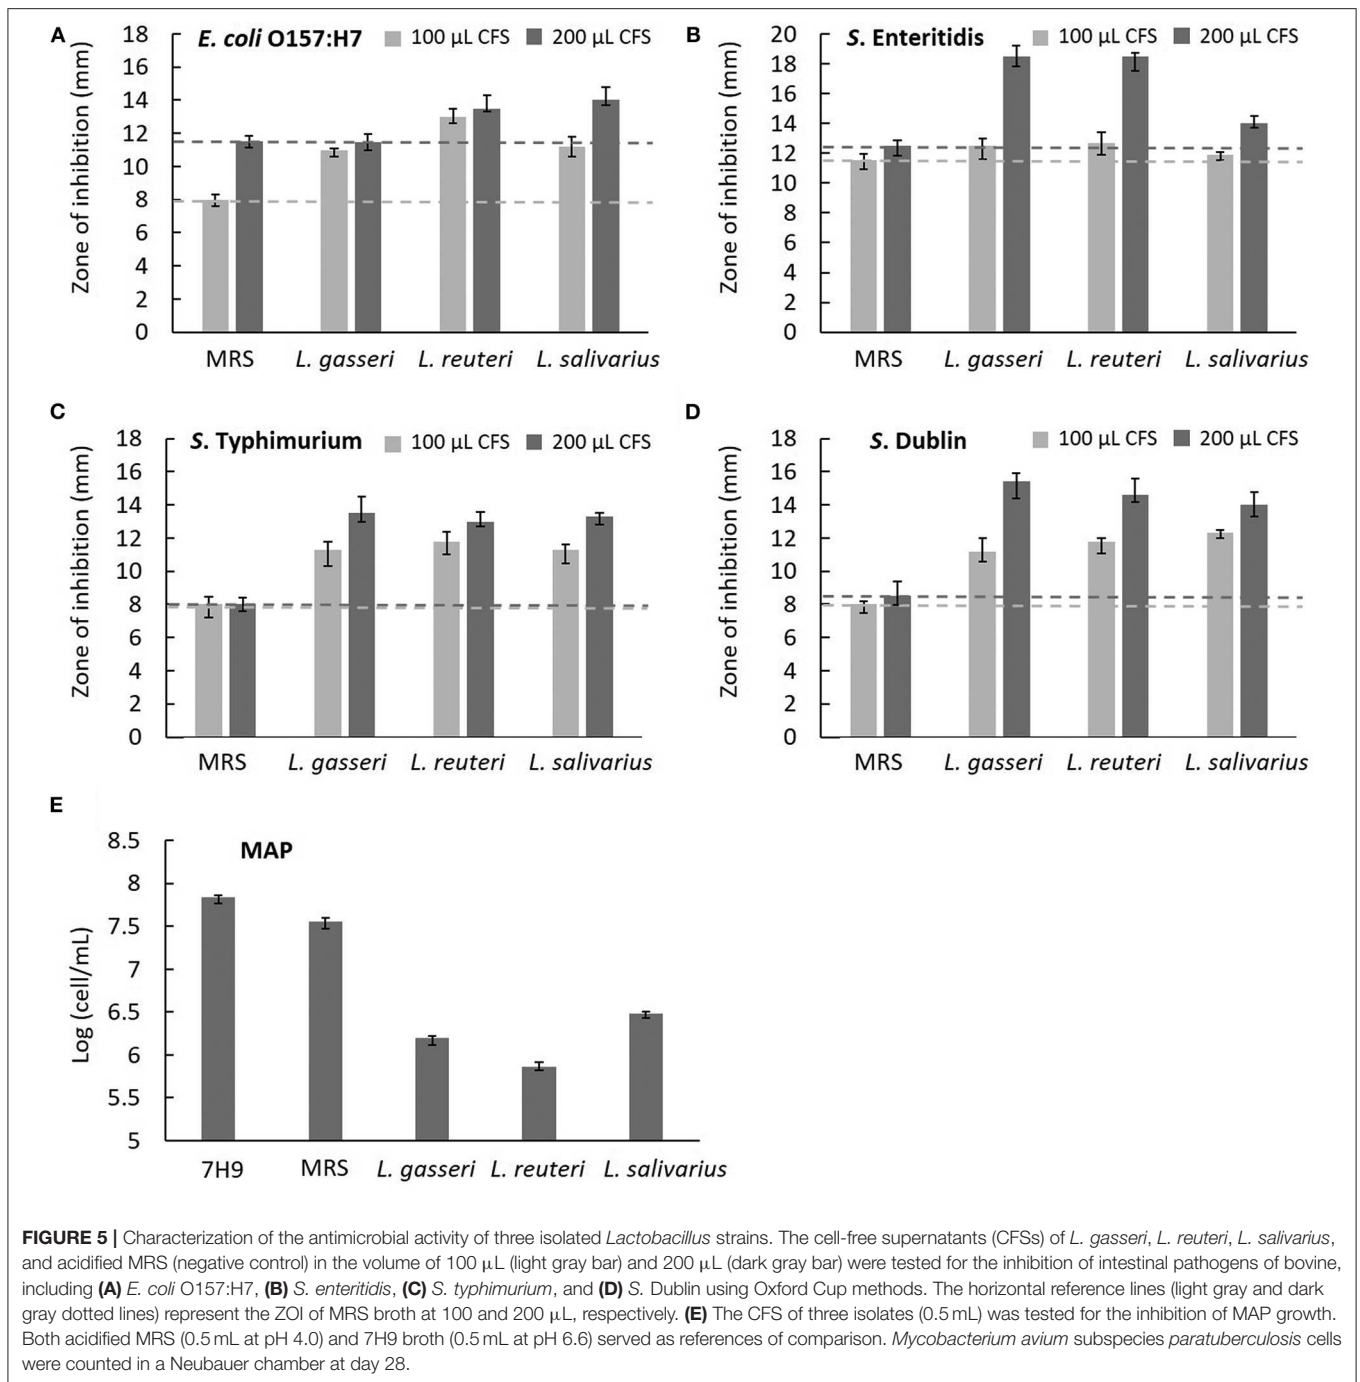 A
E. coli O157:H7
100 µL CFS
200 µL CFS
Zone of inhibition (mm)
18
16
14
12
10
8
6
4
2
0
MRS
L. gasseri
L. reuteri
L. salivarius
B
S. Enteritidis
100 µL CFS
200 µL CFS
Zone of inhibition (mm)
20
18
16
14
12
10
8
6
4
2
0
MRS
L. gasseri
L. reuteri
L. salivarius
C
S. Typhimurium
100 µL CFS
200 µL CFS
Zone of inhibition (mm)
18
16
14
12
10
8
6
4
2
0
MRS
L. gasseri
L. reuteri
L. salivarius
D
S. Dublin
100 µL CFS
200 µL CFS
Zone of inhibition (mm)
18
16
14
12
10
8
6
4
2
0
MRS
L. gasseri
L. reuteri
L. salivarius
E
MAP
Log (cell/mL)
8.5
8
7.5
7
6.5
6
5.5
5
7H9
MRS
L. gasseri
L. reuteri
L. salivarius
FIGURE 5 | Characterization of the antimicrobial activity of three isolated Lactobacillus strains. The cell-free supernatants (CFSs) of L. gasseri, L. reuteri, L. salivarius,
and acidified MRS (negative control) in the volume of 100 µL (light gray bar) and 200 µL (dark gray bar) were tested for the inhibition of intestinal pathogens of bovine,
including (A) E. coli O157:H7, (B) S. enteritidis, (C) S. typhimurium, and (D) S. Dublin using Oxford Cup methods. The horizontal reference lines (light gray and dark
gray dotted lines) represent the ZOI of MRS broth at 100 and 200 µL, respectively. (E) The CFS of three isolates (0.5 mL) was tested for the inhibition of MAP growth.
Both acidified MRS (0.5 mL at pH 4.0) and 7H9 broth (0.5 mL at pH 6.6) served as references of comparison. Mycobacterium avium subspecies paratuberculosis cells
were counted in a Neubauer chamber at day 28.